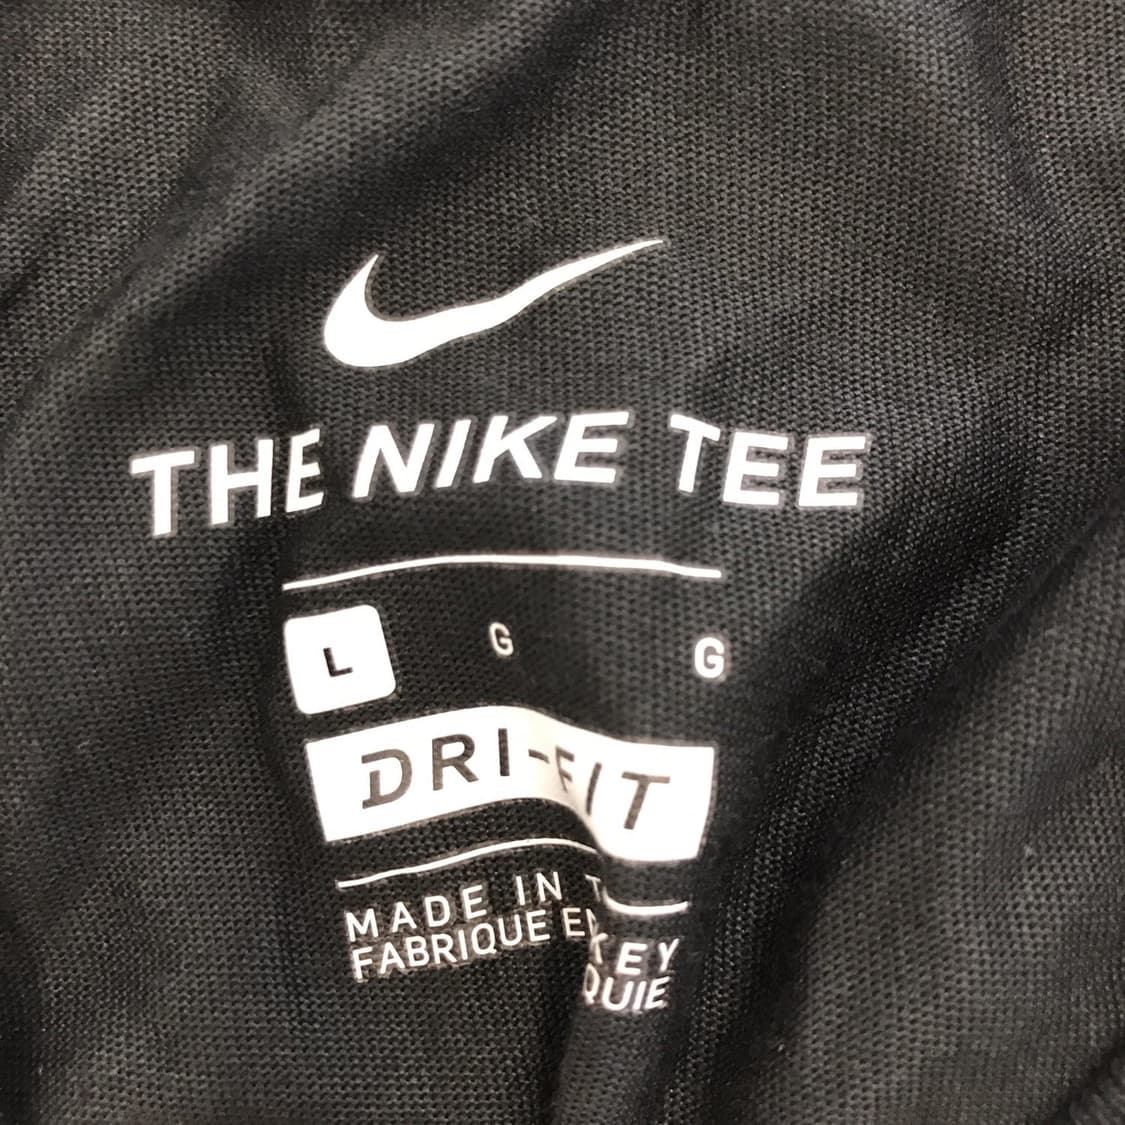 THE NIKE TEE
L G G
DRI-FIT
MADE IN
FABRIQUE